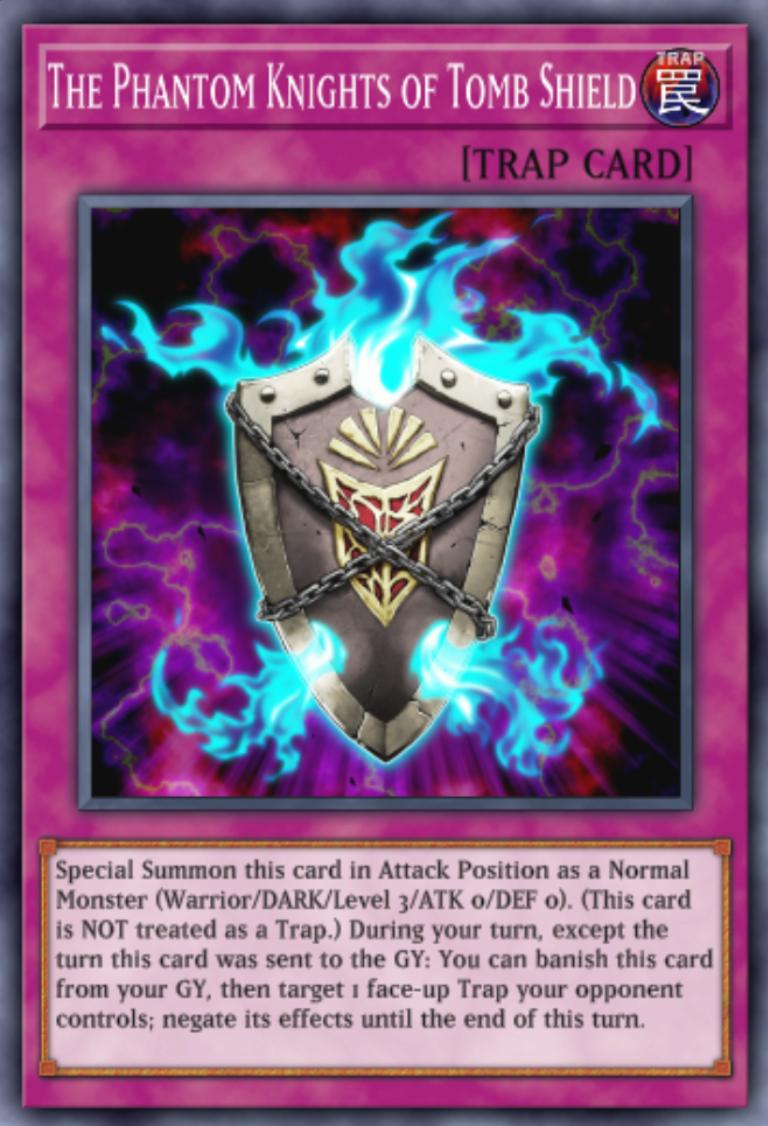 THE PHANTOM KNIGHTS OF TOMB SHIELD
TRAP
罠
[TRAP CARD]
Special Summon this card in Attack Position as a Normal
Monster (Warrior/DARK/Level 3/ATK 0/DEF 0). (This card
is NOT treated as a Trap.) During your turn, except the
turn this card was sent to the GY: You can banish this card
from your GY, then target 1 face-up Trap your opponent
controls; negate its effects until the end of this turn.